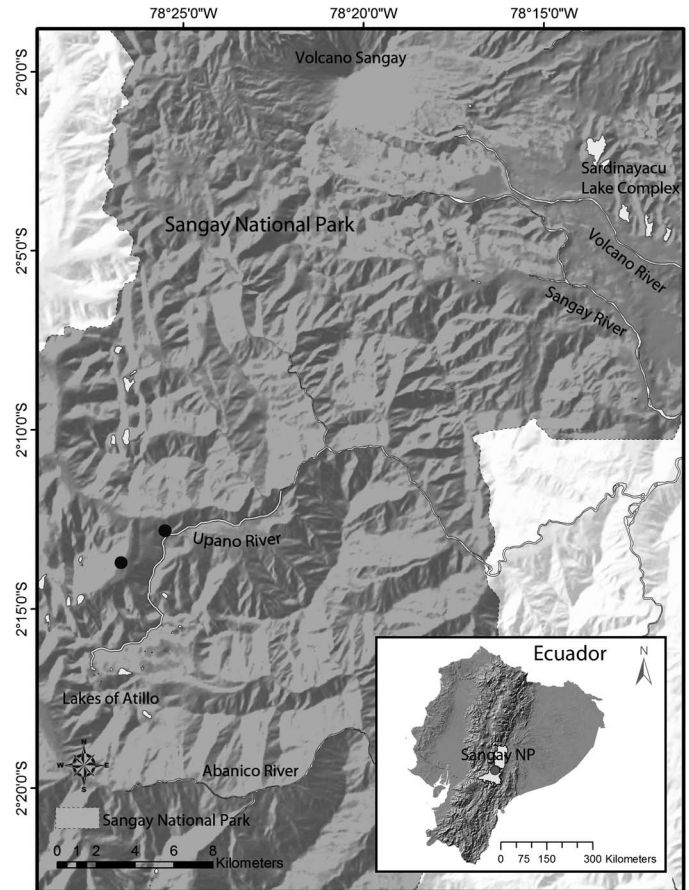 78°25'0"W
78°20'0"W
78°15'0"W
2°0'0"S
2°5'0"S
2°10'0"S
2°15'0"S
2°20'0"S
Volcano Sangay
Sardinayacu
Lake Complex
Sangay National Park
Volcano River
Sangay River
Upano River
Lakes of Atillo
Abanico River
N
W E
S
Sangay National Park
0 1 2 4 6 8
Kilometers
Ecuador
N
Sangay NP
0 75 150 300 Kilometers